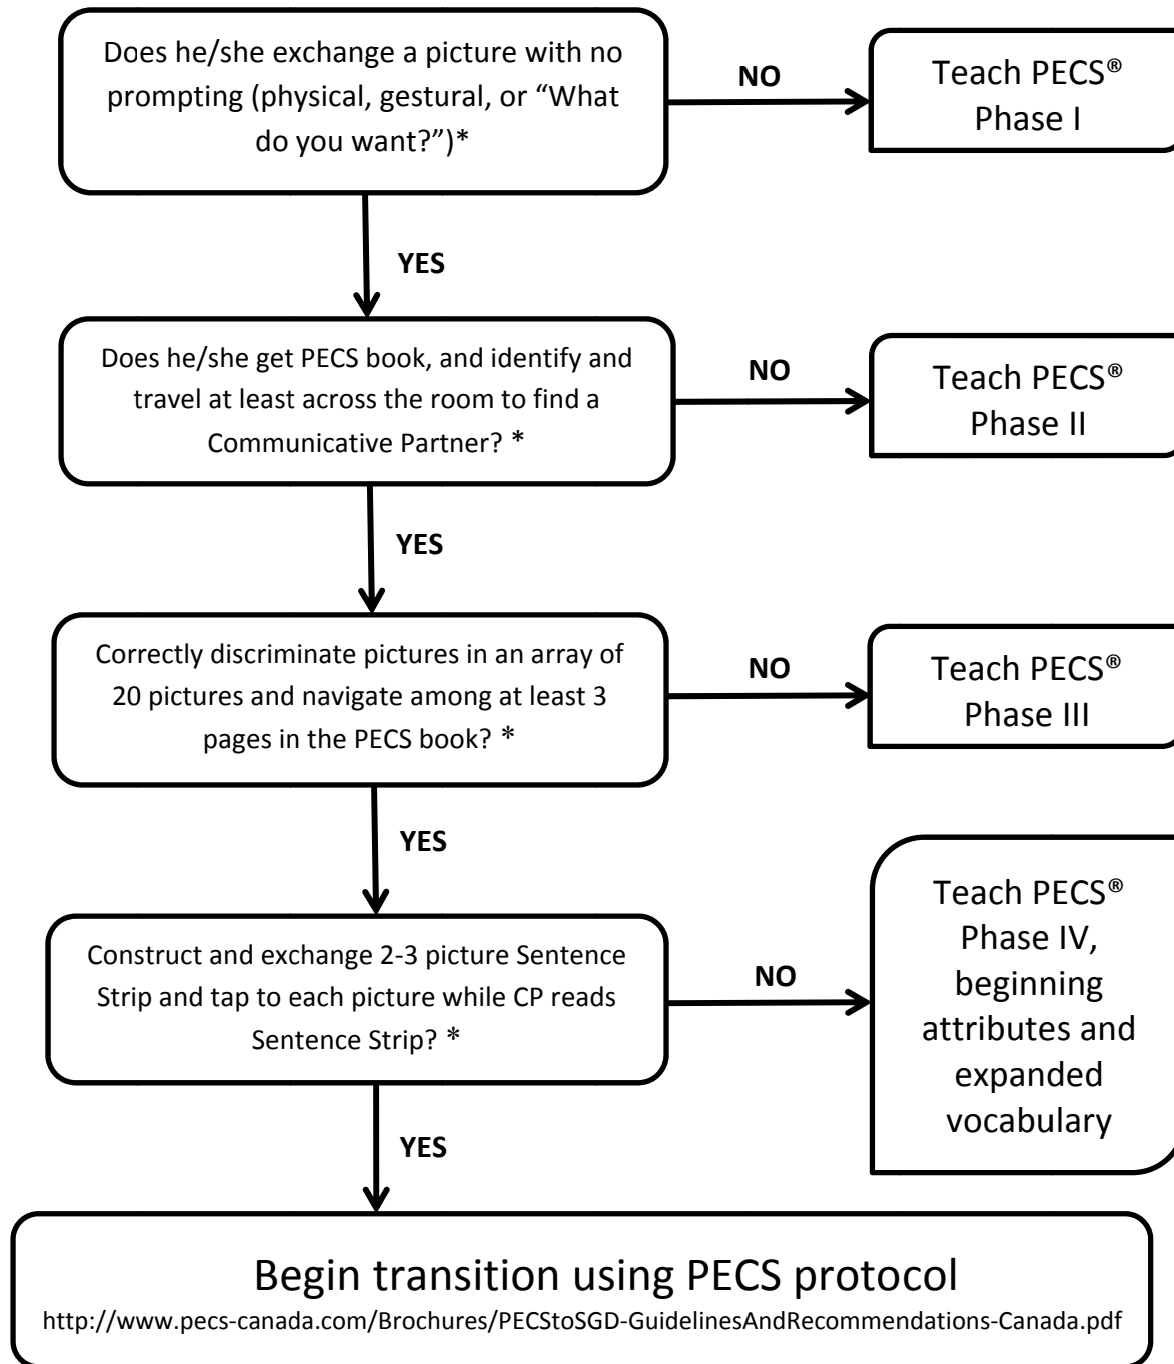 Does he/she exchange a picture with no
prompting (physical, gestural, or “What
do you want?”)*
NO
Teach PECS®
Phase I
YES
Does he/she get PECS book, and identify and
travel at least across the room to find a
Communicative Partner? *
NO
Teach PECS®
Phase II
YES
Correctly discriminate pictures in an array of
20 pictures and navigate among at least 3
pages in the PECS book? *
NO
Teach PECS®
Phase III
YES
Construct and exchange 2-3 picture Sentence
Strip and tap to each picture while CP reads
Sentence Strip? *
NO
Teach PECS®
Phase IV,
beginning
attributes and
expanded
vocabulary
YES
Begin transition using PECS protocol
http://www.pecs-canada.com/Brochures/PECStoSGD-GuidelinesAndRecommendations-Canada.pdf